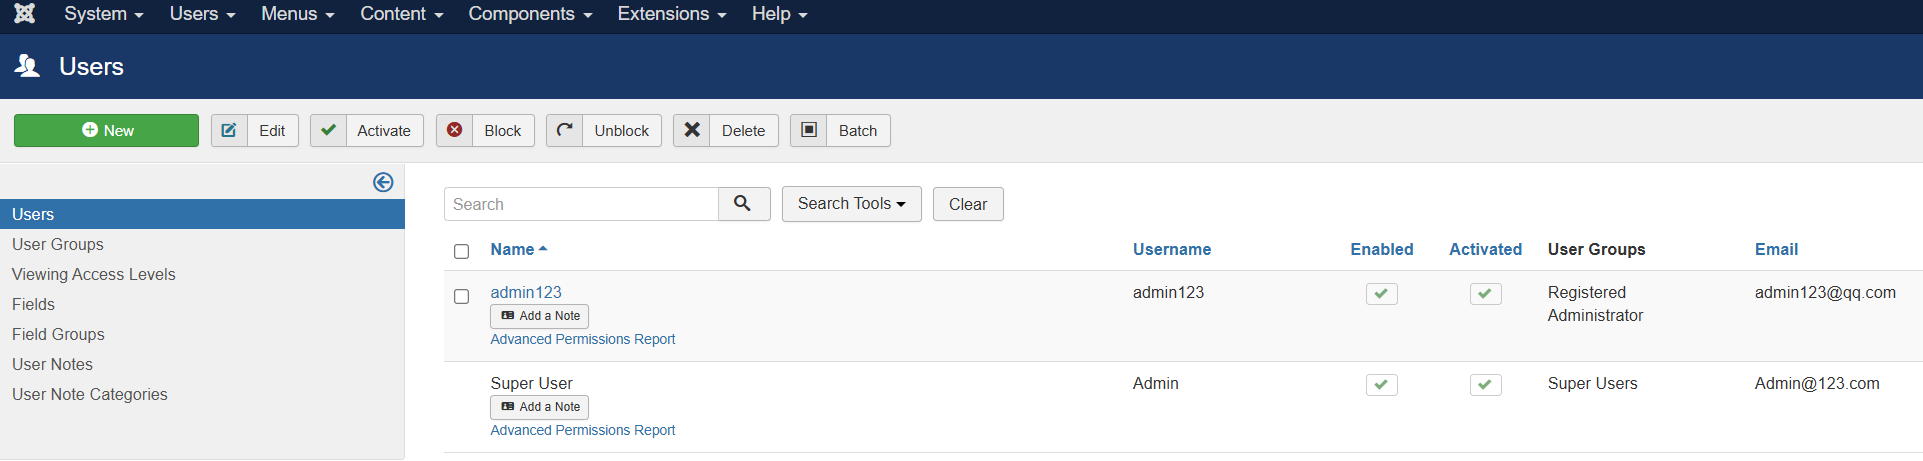 System Users Menus Content Components Extensions Help
Users
New Edit Activate Block Unblock Delete Batch
Users
User Groups
Viewing Access Levels
Fields
Field Groups
User Notes
User Note Categories
Search Search Tools Clear
Name Username Enabled Activated User Groups Email
admin123 admin123 Registered admin123@qq.com
Administrator
Add a Note
Advanced Permissions Report
Super User Admin Super Users Admin@123.com
Add a Note
Advanced Permissions Report